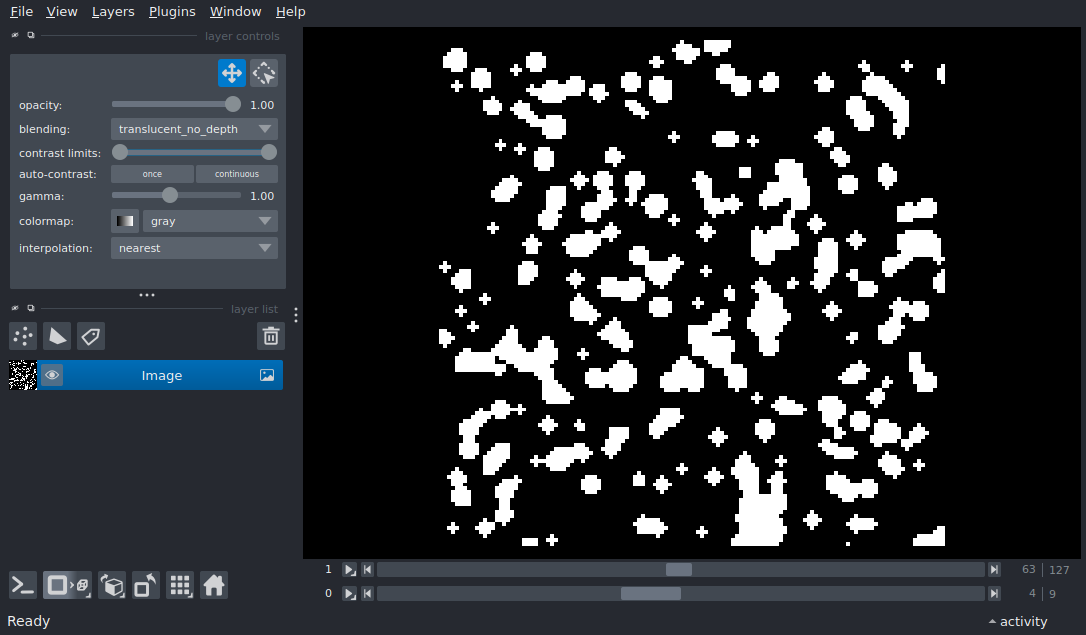 File View Layers Plugins Window Help
layer controls
opacity: 1.00
blending: translucent_no_depth
contrast limits:
auto-contrast: once continuous
gamma: 1.00
colormap: gray
interpolation: nearest
layer list
Image
1 63 127
0 4 9
Ready activity